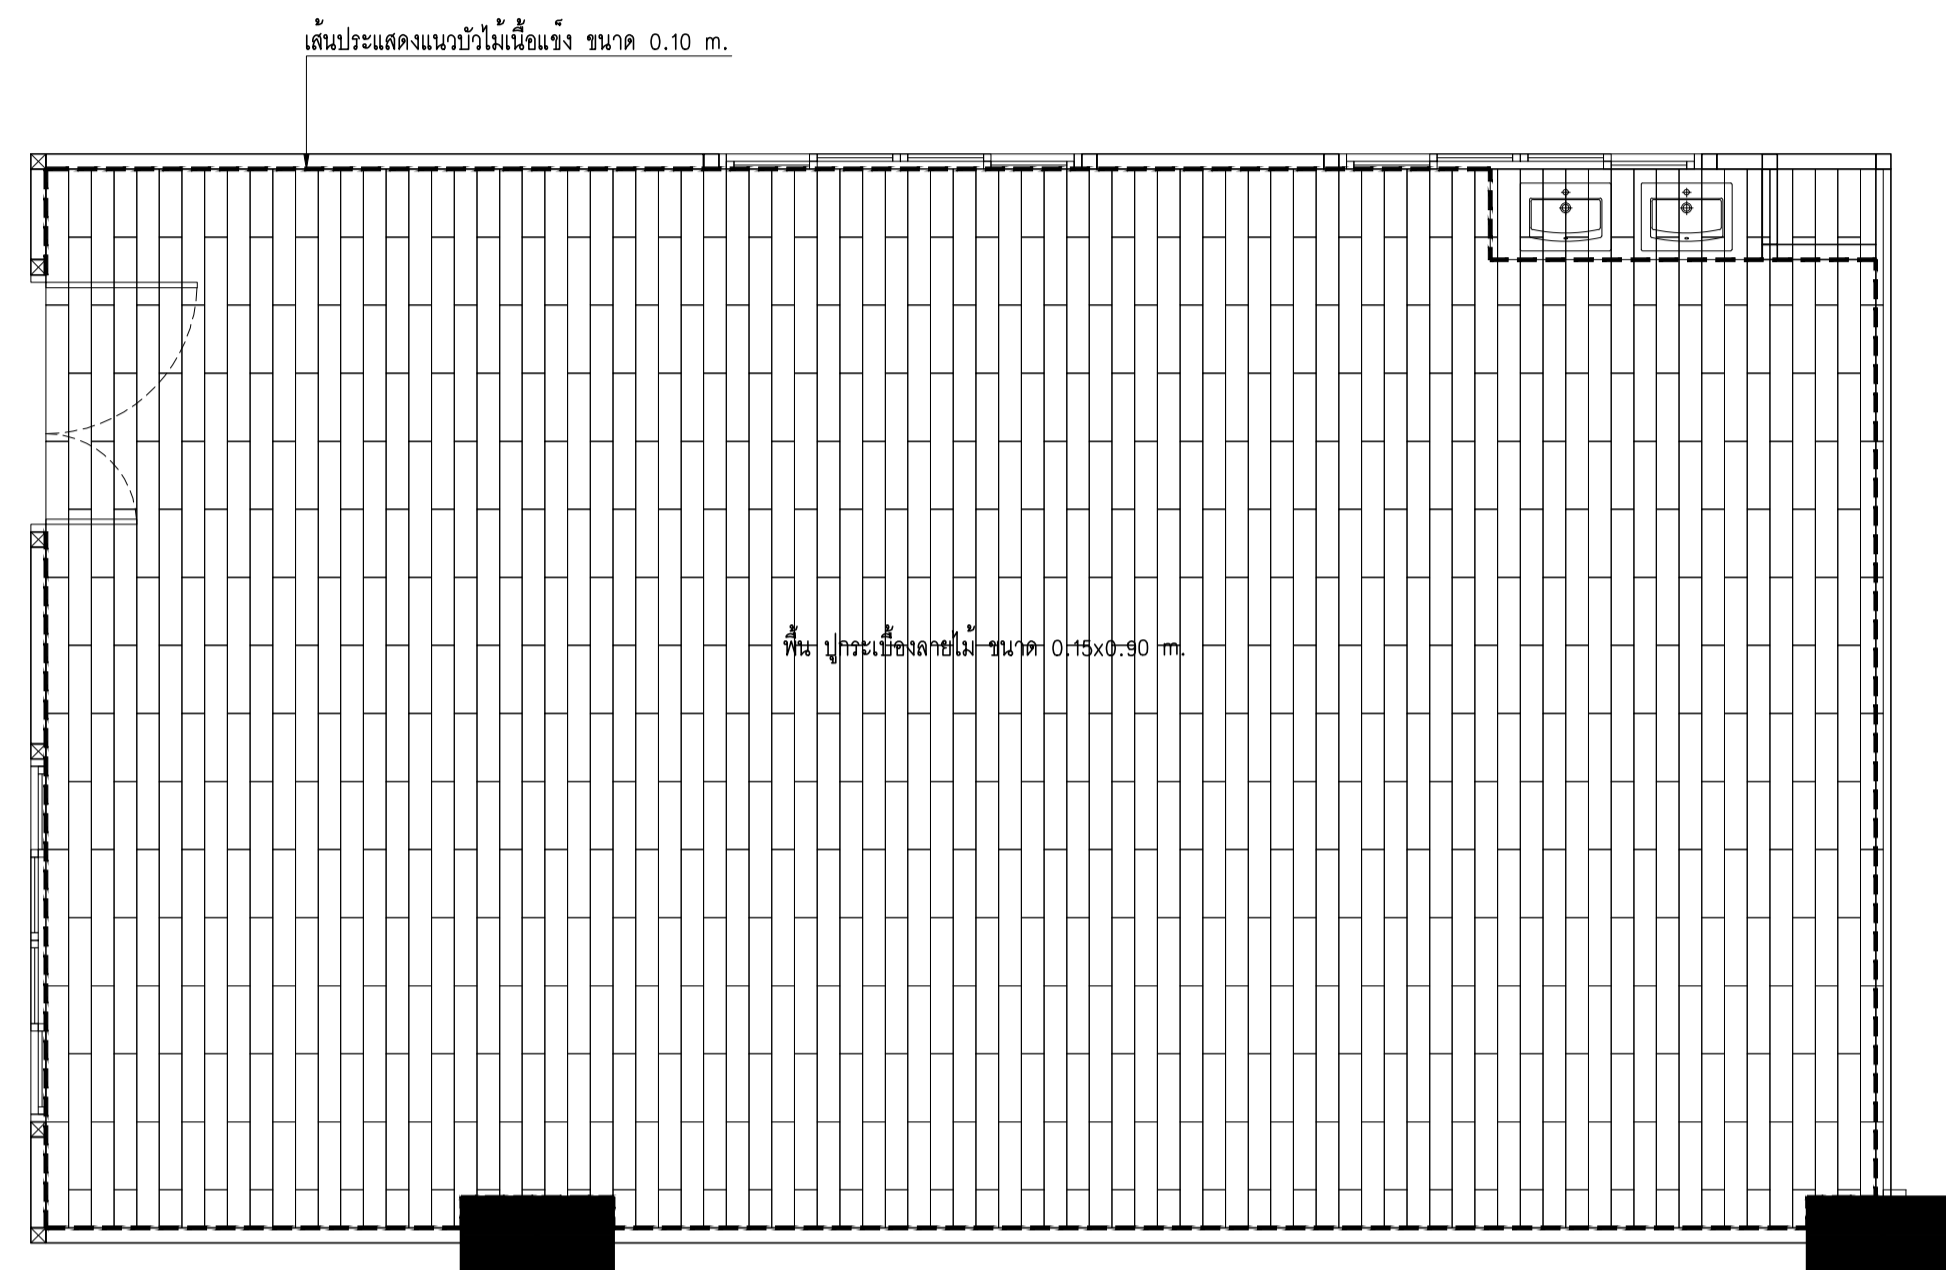 เส้นประแสดงแนวบัวไม้เนื้อแข็ง ขนาด 0.10 m.
พื้น ปูกระเบื้องลายไม้ ขนาด 0.15x0.90 m.